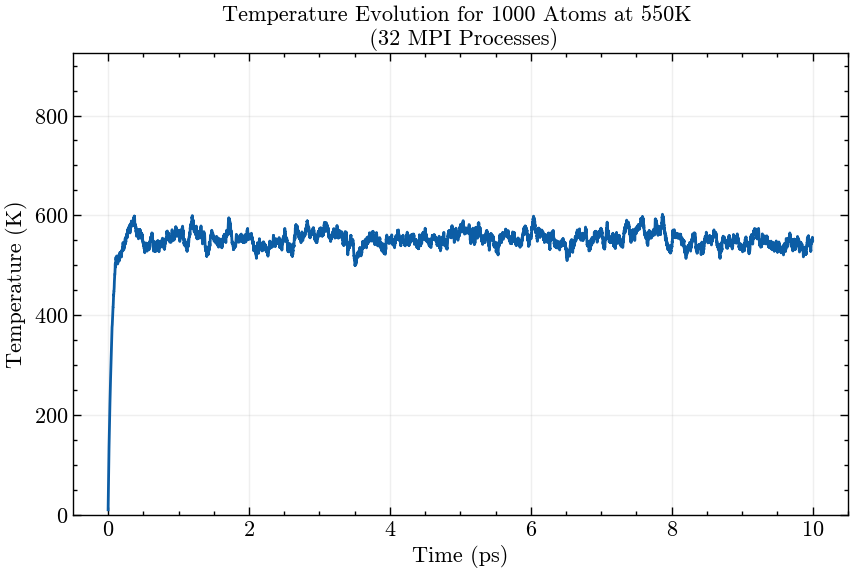 Temperature Evolution for 1000 Atoms at 550K
(32 MPI Processes)
Temperature (K)
800
600
400
200
0
0 2 4 6 8 10
Time (ps)